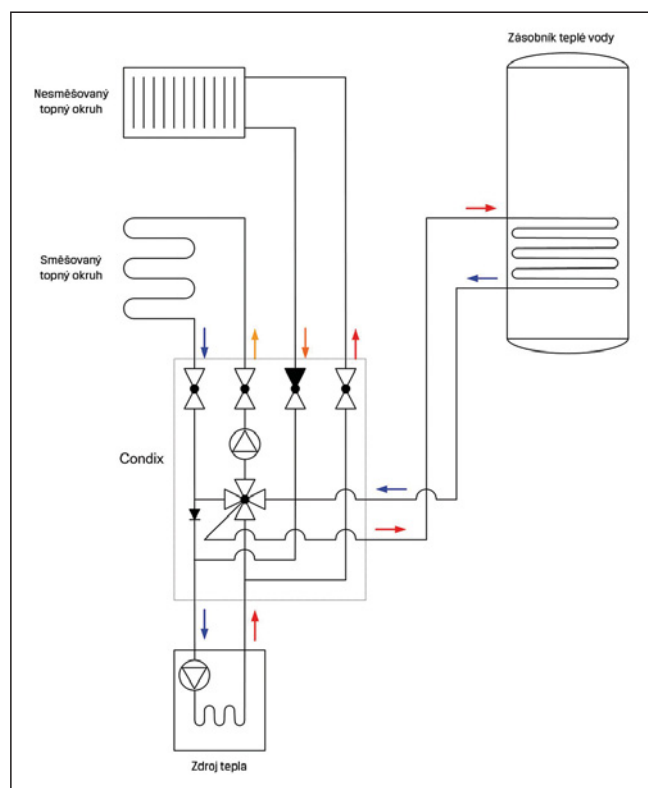 Zásobník teplé vody
Nesměšovaný
topný okruh
Směšovaný
topný okruh
Condix
Zdroj tepla